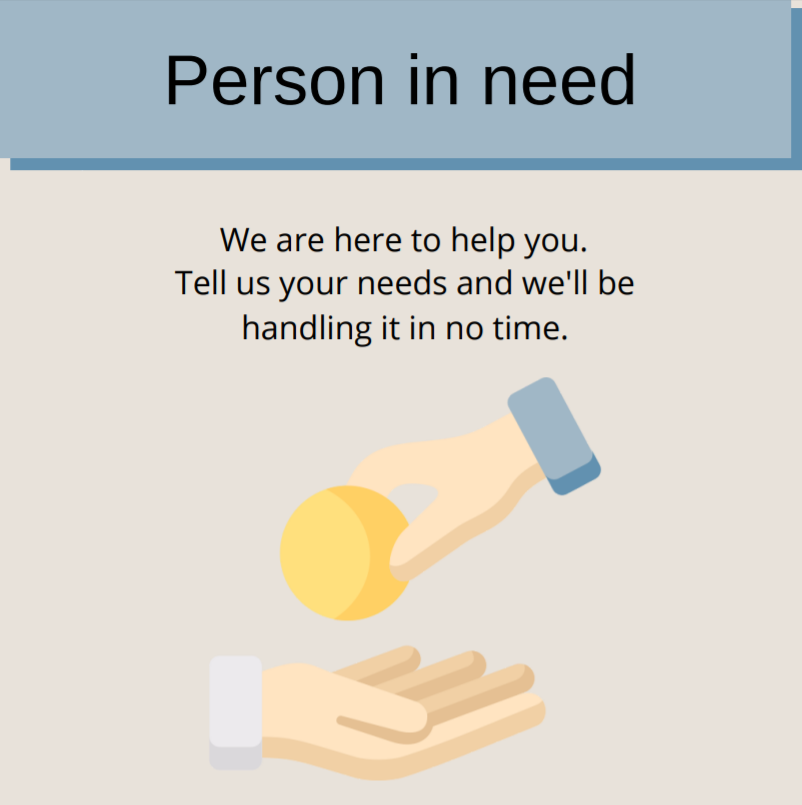 Person in need
We are here to help you.
Tell us your needs and we'll be
handling it in no time.